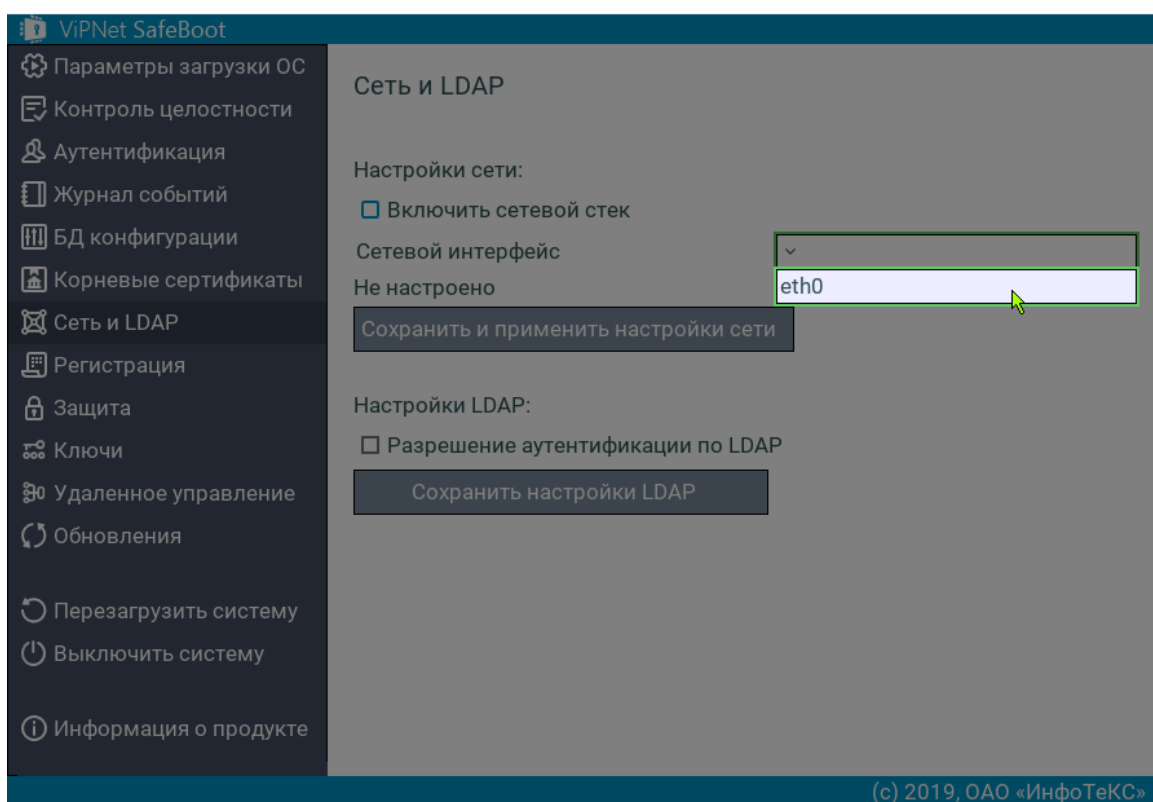 ViPNet SafeBoot
Параметры загрузки ОС
Контроль целостности
Аутентификация
Журнал событий
БД конфигурации
Корневые сертификаты
Сеть и LDAP
Регистрация
Защита
Ключи
Удаленное управление
Обновления
Перезагрузить систему
Выключить систему
Информация о продукте
Сеть и LDAP
Настройки сети:
Включить сетевой стек
Сетевой интерфейс
eth0
Не настроено
Сохранить и применить настройки сети
Настройки LDAP:
Разрешение аутентификации по LDAP
Сохранить настройки LDAP
(c) 2019, ОАО «ИнфоТеКС»